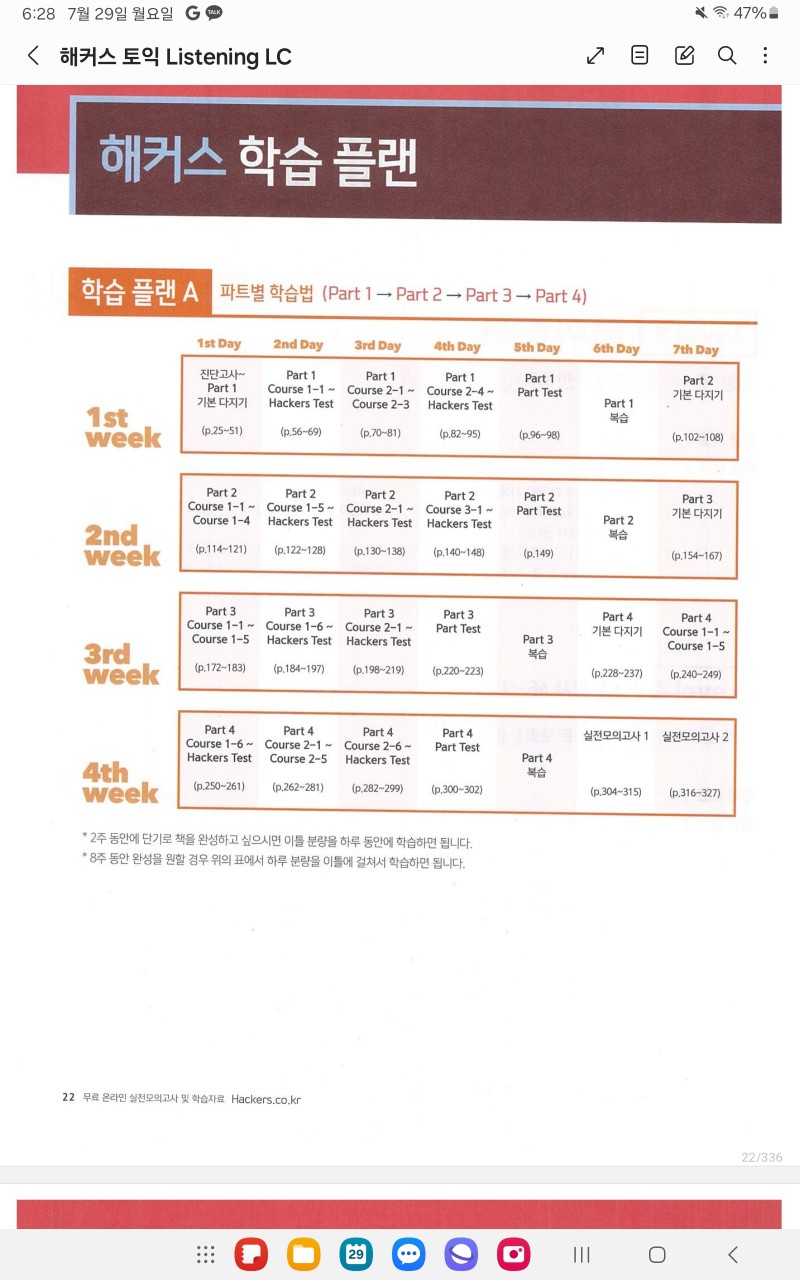 6:28 7월 29일 월요일 G TALK 47%
해커스 토익 Listening LC
해커스 학습 플랜
학습 플랜 A 파트별 학습법 (Part 1 → Part 2 → Part 3 → Part 4)
1st Day 2nd Day 3rd Day 4th Day 5th Day 6th Day 7th Day
1st
week
진단고사~
Part 1
기본 다지기
(p.25~51)
Part 1
Course 1-1 ~
Hackers Test
(p.56~69)
Part 1
Course 2-1 ~
Course 2-3
(p.70~81)
Part 1
Course 2-4 ~
Hackers Test
(p.82~95)
Part 1
Part Test
(p.96~98)
Part 1
복습
Part 2
기본 다지기
(p.102~108)
2nd
week
Part 2
Course 1-1 ~
Course 1-4
(p.114~121)
Part 2
Course 1-5 ~
Hackers Test
(p.122~128)
Part 2
Course 2-1 ~
Hackers Test
(p.130~138)
Part 2
Course 3-1 ~
Hackers Test
(p.140~148)
Part 2
Part Test
(p.149)
Part 2
복습
Part 3
기본 다지기
(p.154~167)
3rd
week
Part 3
Course 1-1 ~
Course 1-5
(p.172~183)
Part 3
Course 1-6 ~
Hackers Test
(p.184~197)
Part 3
Course 2-1 ~
Hackers Test
(p.198~219)
Part 3
Part Test
(p.220~223)
Part 3
복습
Part 4
기본 다지기
(p.228~237)
Part 4
Course 1-1 ~
Course 1-5
(p.240~249)
4th
week
Part 4
Course 1-6 ~
Hackers Test
(p.250~261)
Part 4
Course 2-1 ~
Course 2-5
(p.262~281)
Part 4
Course 2-6 ~
Hackers Test
(p.282~299)
Part 4
Part Test
(p.300~302)
Part 4
복습
실전모의고사 1
(p.304~315)
실전모의고사 2
(p.316~327)
* 2주 동안에 단기로 책을 완성하고 싶으시면 이틀 분량을 하루 동안에 학습하면 됩니다.
* 8주 동안 완성을 원할 경우 위의 표에서 하루 분량을 이틀에 걸쳐서 학습하면 됩니다.
22 무료 온라인 실전모의고사 및 학습자료 Hackers.co.kr
22/336
29